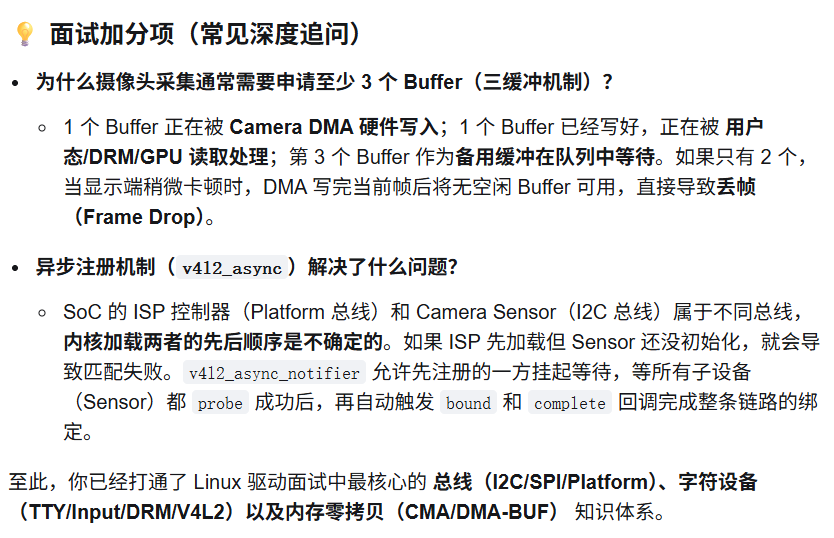 💡 面试加分项（常见深度追问）
• 为什么摄像头采集通常需要申请至少 3 个 Buffer（三缓冲机制）？
○ 1 个 Buffer 正在被 Camera DMA 硬件写入；1 个 Buffer 已经写好，正在被 用户
态/DRM/GPU 读取处理；第 3 个 Buffer 作为备用缓冲在队列中等待。如果只有 2 个，
当显示端稍微卡顿时，DMA 写完当前帧后将无空闲 Buffer 可用，直接导致丢帧
（Frame Drop）。
• 异步注册机制（ v4l2_async ）解决了什么问题？
○ SoC 的 ISP 控制器（Platform 总线）和 Camera Sensor（I2C 总线）属于不同总线，
内核加载两者的先后顺序是不确定的。如果 ISP 先加载但 Sensor 还没初始化，就会导
致匹配失败。 v4l2_async_notifier 允许先注册的一方挂起等待，等所有子设备
（Sensor）都 probe 成功后，再自动触发 bound 和 complete 回调完成整条链路的绑
定。
至此，你已经打通了 Linux 驱动面试中最核心的 总线（I2C/SPI/Platform）、字符设备
（TTY/Input/DRM/V4L2）以及内存零拷贝（CMA/DMA-BUF） 知识体系。